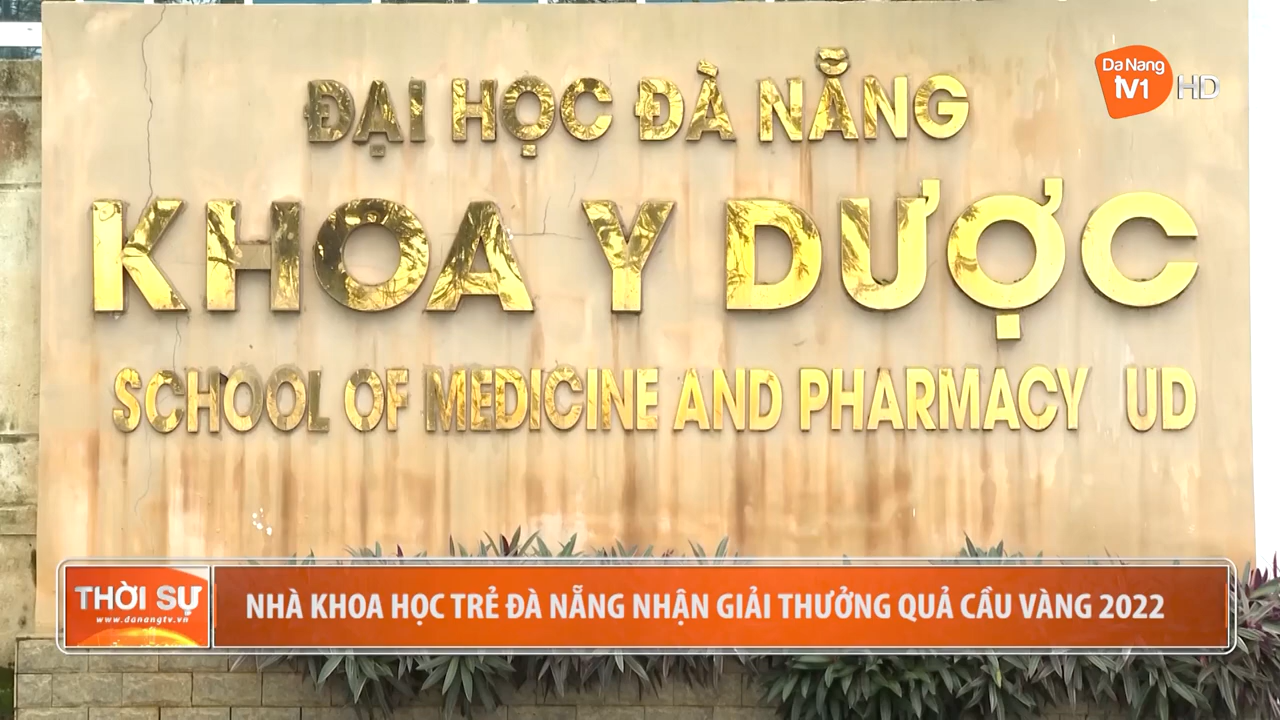 ĐẠI HỌC ĐÀ NẴNG
Da Nang
tv1 HD
KHOA Y DƯỢC
SCHOOL OF MEDICINE AND PHARMACY UD
THỜI SỰ
www.danangtv.vn
NHÀ KHOA HỌC TRẺ ĐÀ NẴNG NHẬN GIẢI THƯỞNG QUẢ CẦU VÀNG 2022